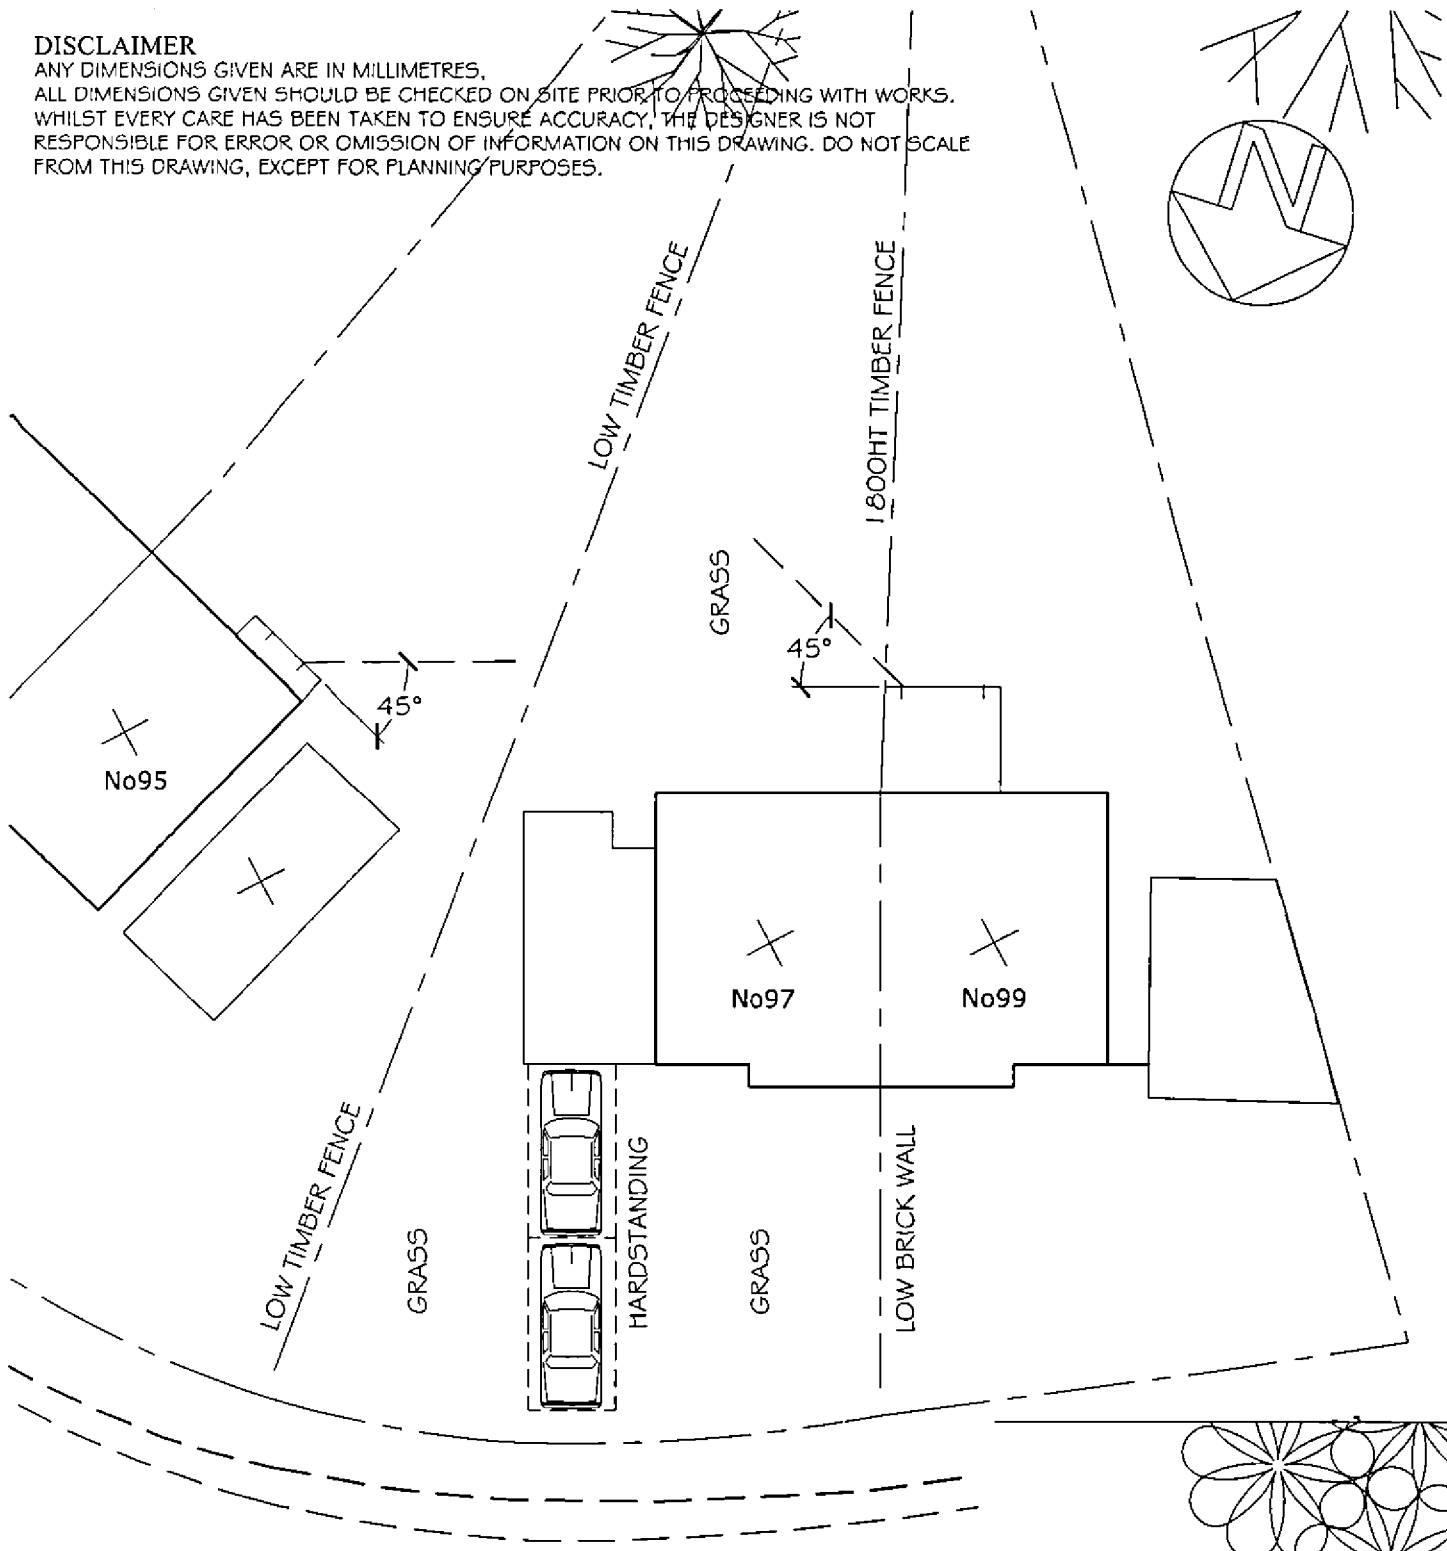 DISCLAIMER
ANY DIMENSIONS GIVEN ARE IN MILLIMETRES,
ALL DIMENSIONS GIVEN SHOULD BE CHECKED ON SITE PRIOR TO PROCEEDING WITH WORKS.
WHILST EVERY CARE HAS BEEN TAKEN TO ENSURE ACCURACY, THE DESIGNER IS NOT
RESPONSIBLE FOR ERROR OR OMISSION OF INFORMATION ON THIS DRAWING. DO NOT SCALE
FROM THIS DRAWING, EXCEPT FOR PLANNING PURPOSES.
N
LOW TIMBER FENCE
1800HT TIMBER FENCE
GRASS
45°
45°
No95
No97
No99
LOW TIMBER FENCE
GRASS
HARDSTANDING
GRASS
LOW BRICK WALL